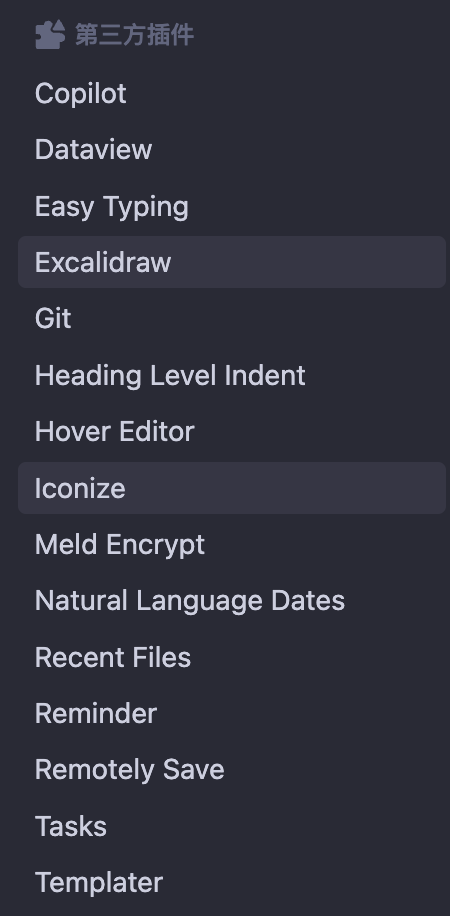 第三方插件
Copilot
Dataview
Easy Typing
Excalidraw
Git
Heading Level Indent
Hover Editor
Iconize
Meld Encrypt
Natural Language Dates
Recent Files
Reminder
Remotely Save
Tasks
Templater